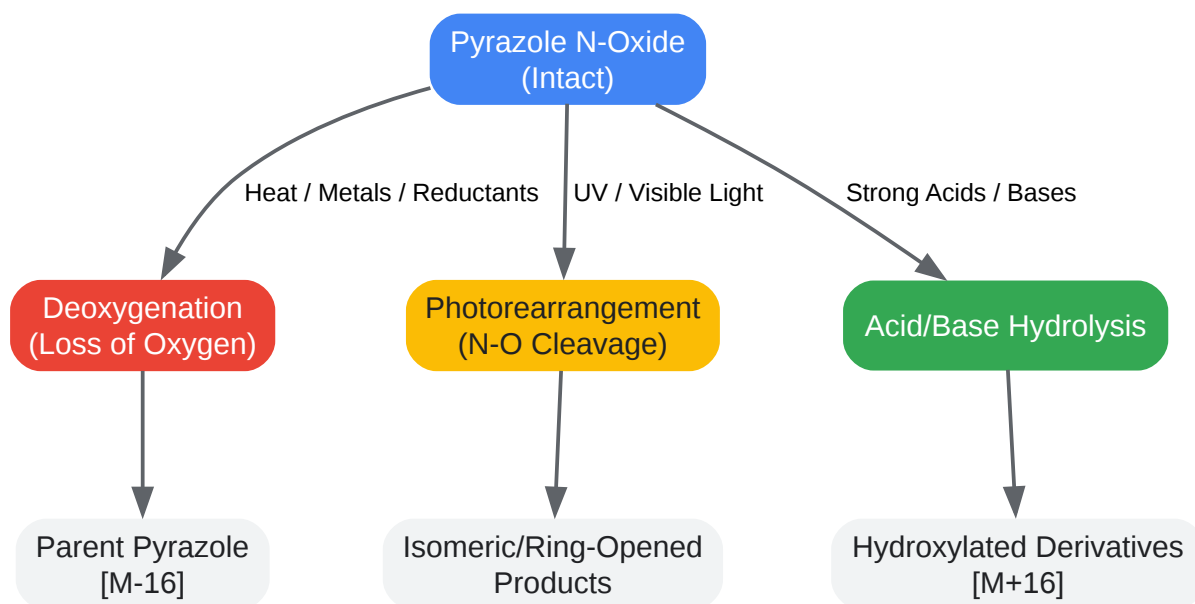 Pyrazole N-Oxide
(Intact)
Heat / Metals / Reductants
UV / Visible Light
Strong Acids / Bases
Deoxygenation
(Loss of Oxygen)
Photorearrangement
(N-O Cleavage)
Acid/Base Hydrolysis
Parent Pyrazole
[M-16]
Isomeric/Ring-Opened
Products
Hydroxylated Derivatives
[M+16]